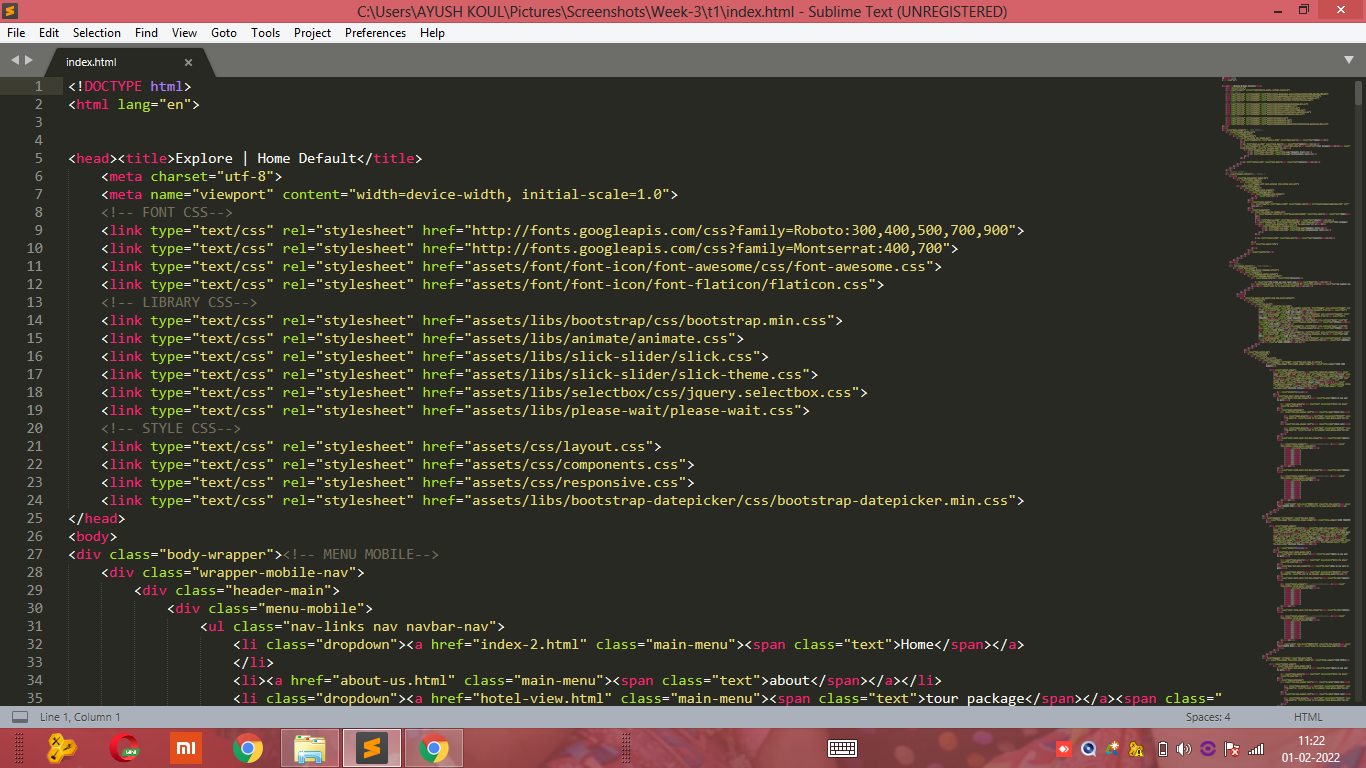 C:\Users\AYUSH KOUL\Pictures\Screenshots\Week-3\t1\index.html - Sublime Text (UNREGISTERED)
File Edit Selection Find View Goto Tools Project Preferences Help
index.html
1 <!DOCTYPE html>
2 <html lang="en">
3
4
5 <head><title>Explore | Home Default</title>
6 <meta charset="utf-8">
7 <meta name="viewport" content="width=device-width, initial-scale=1.0">
8 <!-- FONT CSS-->
9 <link type="text/css" rel="stylesheet" href="http://fonts.googleapis.com/css?family=Roboto:300,400,500,700,900">
10 <link type="text/css" rel="stylesheet" href="http://fonts.googleapis.com/css?family=Montserrat:400,700">
11 <link type="text/css" rel="stylesheet" href="assets/font/font-icon/font-awesome/css/font-awesome.css">
12 <link type="text/css" rel="stylesheet" href="assets/font/font-icon/font-flaticon/flaticon.css">
13 <!-- LIBRARY CSS-->
14 <link type="text/css" rel="stylesheet" href="assets/libs/bootstrap/css/bootstrap.min.css">
15 <link type="text/css" rel="stylesheet" href="assets/libs/animate/animate.css">
16 <link type="text/css" rel="stylesheet" href="assets/libs/slick-slider/slick.css">
17 <link type="text/css" rel="stylesheet" href="assets/libs/slick-slider/slick-theme.css">
18 <link type="text/css" rel="stylesheet" href="assets/libs/selectbox/css/jquery.selectbox.css">
19 <link type="text/css" rel="stylesheet" href="assets/libs/please-wait/please-wait.css">
20 <!-- STYLE CSS-->
21 <link type="text/css" rel="stylesheet" href="assets/css/layout.css">
22 <link type="text/css" rel="stylesheet" href="assets/css/components.css">
23 <link type="text/css" rel="stylesheet" href="assets/css/responsive.css">
24 <link type="text/css" rel="stylesheet" href="assets/libs/bootstrap-datepicker/css/bootstrap-datepicker.min.css">
25 </head>
26 <body>
27 <div class="body-wrapper"><!-- MENU MOBILE-->
28 <div class="wrapper-mobile-nav">
29 <div class="header-main">
30 <div class="menu-mobile">
31 <ul class="nav-links nav navbar-nav">
32 <li class="dropdown"><a href="index-2.html" class="main-menu"><span class="text">Home</span></a>
33 </li>
34 <li><a href="about-us.html" class="main-menu"><span class="text">about</span></a></li>
35 <li class="dropdown"><a href="hotel-view.html" class="main-menu"><span class="text">tour package</span></a><span class="
Line 1, Column 1 Spaces: 4 HTML
mi
11:22
01-02-2022